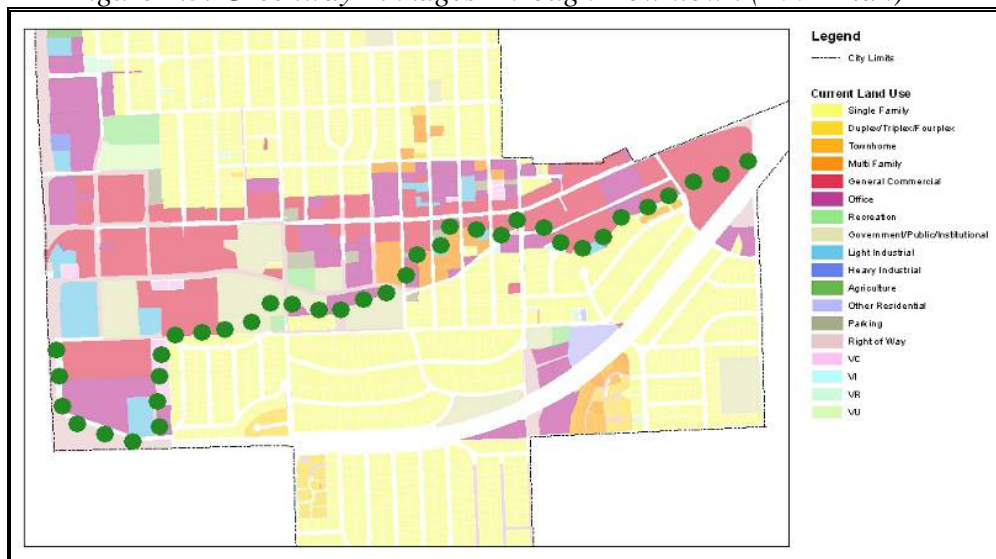 Legend
City Limits
Current Land Use
Single Family
Duplex/Triplex/Fourplex
Townhome
Multi Family
General Commercial
Office
Recreation
Government/Public/Institutional
Light Industrial
Heavy Industrial
Agriculture
Other Residential
Parking
Right of Way
VC
VI
VR
VU